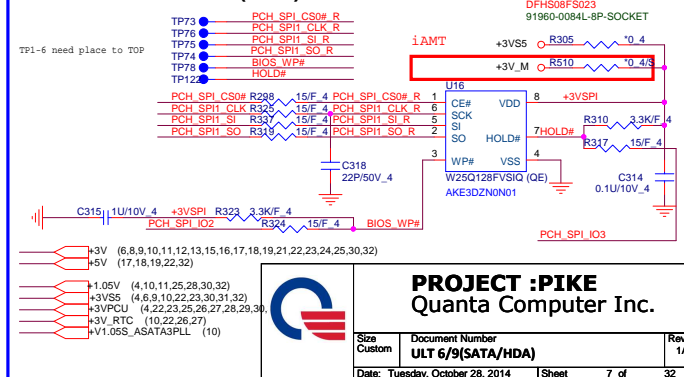 DFHS08FS023
91960-0084L-8P-SOCKET
TP73 PCH_SPI_CS0#_R
TP76 PCH_SPI1_CLK_R
TP75 PCH_SPI1_SI_R
TP74 PCH_SPI1_SO_R
TP78 BIOS_WP#
TP122 HOLD#
TP1-6 need place to TOP
iAMT
+3VS5 R305 *0_4
+3V_M R510 *0_4/S
U16
PCH_SPI_CS0# R298 15/F_4 PCH_SPI_CS0#_R 1 CE# VDD 8 +3VSPI
PCH_SPI1_CLK R325 15/F_4 PCH_SPI1_CLK_R 6 SCK
PCH_SPI1_SI R337 15/F_4 PCH_SPI1_SI_R 5 SI
PCH_SPI1_SO R319 15/F_4 PCH_SPI1_SO_R 2 SO HOLD# 7 HOLD#
R310 3.3K/F_4
R317 15/F_4
3 WP# VSS 4
C318
22P/50V_4
W25Q128FVSIQ (QE)
AKE3DZN0N01
C314
0.1U/10V_4
C315 1U/10V_4 +3VSPI R323 3.3K/F_4
PCH_SPI_IO2 R324 15/F_4 BIOS_WP#
PCH_SPI_IO3
+3V (6,8,9,10,11,12,13,15,16,17,18,19,21,22,23,24,25,30,32)
+5V (17,18,19,22,32)
+1.05V (4,10,11,25,28,30,32)
+3VS5 (4,6,9,10,22,23,30,31,32)
+3VPCU (4,22,23,25,26,27,28,29,30,
+3V_RTC (10,22,26,27)
+V1.05S_ASATA3PLL (10)
PROJECT :PIKE
Quanta Computer Inc.
Size Document Number Rev
Custom ULT 6/9(SATA/HDA) 1A
Date: Tuesday, October 28, 2014 Sheet 7 of 32